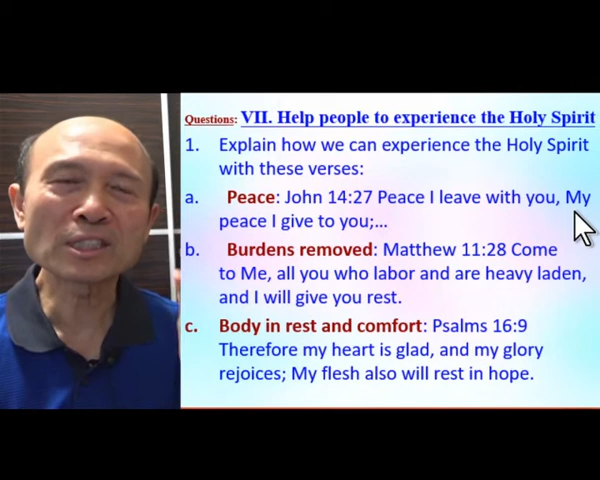 Questions: VII. Help people to experience the Holy Spirit
1. Explain how we can experience the Holy Spirit
with these verses:
a. Peace: John 14:27 Peace I leave with you, My
peace I give to you;...
b. Burdens removed: Matthew 11:28 Come
to Me, all you who labor and are heavy laden,
and I will give you rest.
c. Body in rest and comfort: Psalms 16:9
Therefore my heart is glad, and my glory
rejoices; My flesh also will rest in hope.